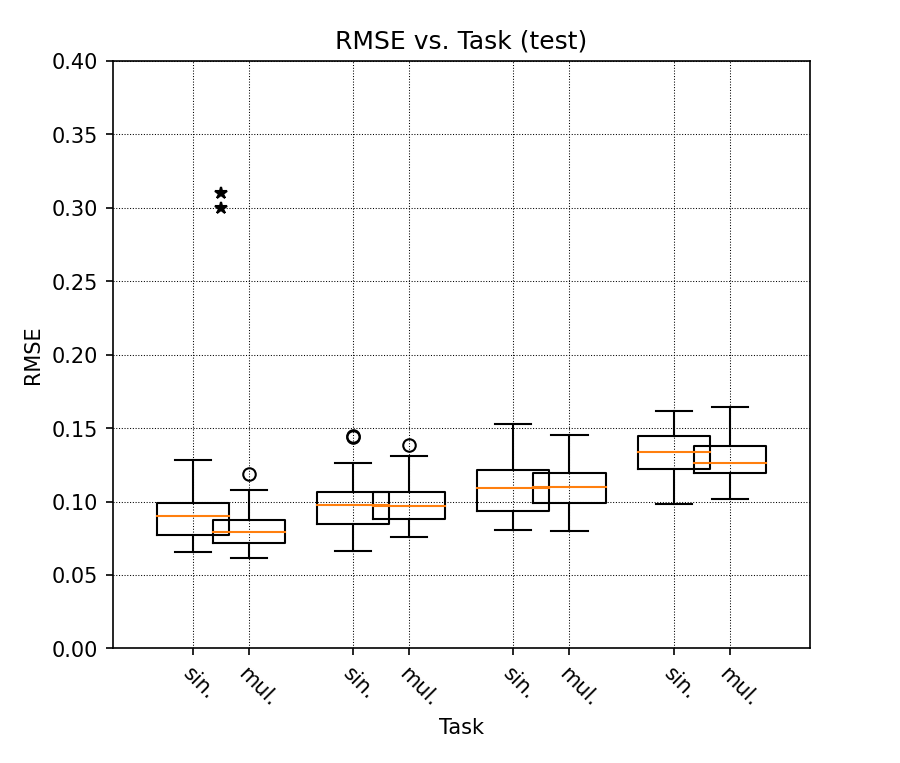 RMSE vs. Task (test)
0.40
0.35
0.30
0.25
0.20
0.15
0.10
0.05
0.00
RMSE
sin. mul. sin. mul. sin. mul. sin. mul.
Task